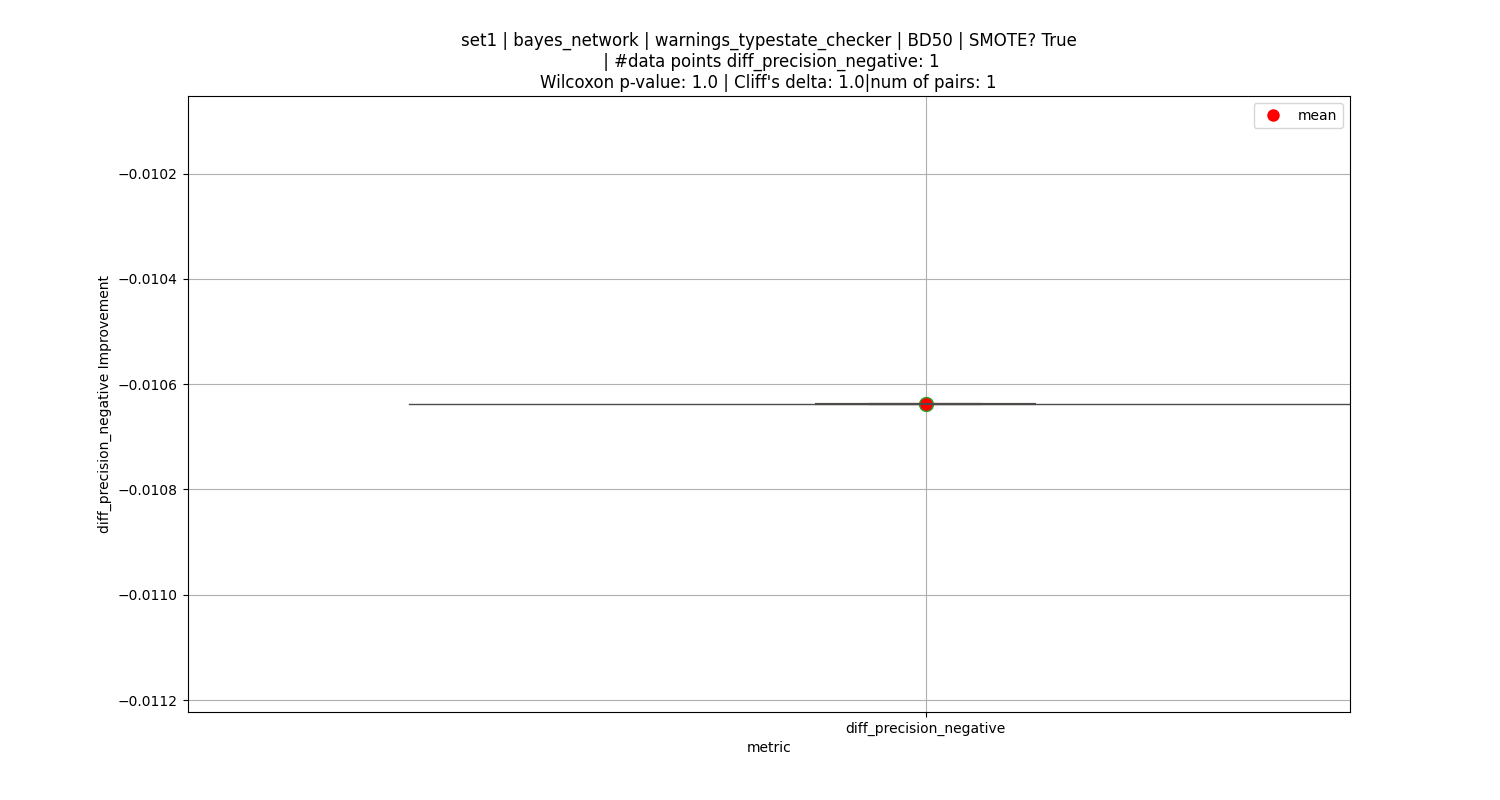 set1 | bayes_network | warnings_typestate_checker | BD50 | SMOTE? True
| #data points diff_precision_negative: 1
Wilcoxon p-value: 1.0 | Cliff's delta: 1.0|num of pairs: 1
mean
−0.0102
−0.0104
−0.0106
−0.0108
−0.0110
−0.0112
diff_precision_negative Improvement
diff_precision_negative
metric